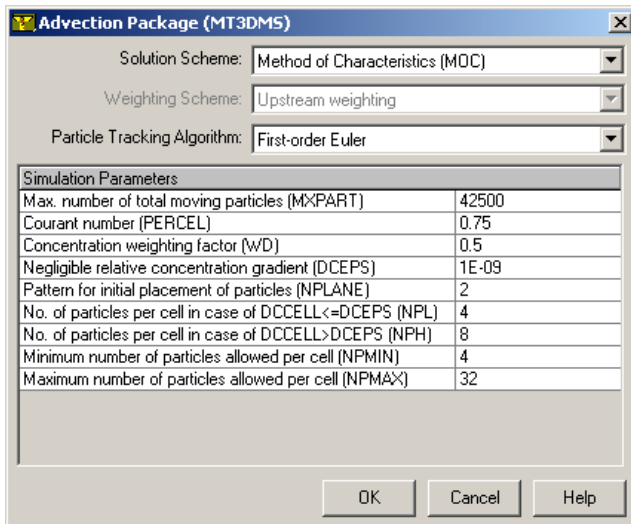 Advection Package (MT3DMS)
Solution Scheme: Method of Characteristics (MOC)
Weighting Scheme: Upstream weighting
Particle Tracking Algorithm: First-order Euler
Simulation Parameters
Max. number of total moving particles (MXPART) 42500
Courant number (PERCEL) 0.75
Concentration weighting factor (WD) 0.5
Negligible relative concentration gradient (DCEPS) 1E-09
Pattern for initial placement of particles (NPLANE) 2
No. of particles per cell in case of DCCELL<=DCEPS (NPL) 4
No. of particles per cell in case of DCCELL>DCEPS (NPH) 8
Minimum number of particles allowed per cell (NPMIN) 4
Maximum number of particles allowed per cell (NPMAX) 32
OK Cancel Help